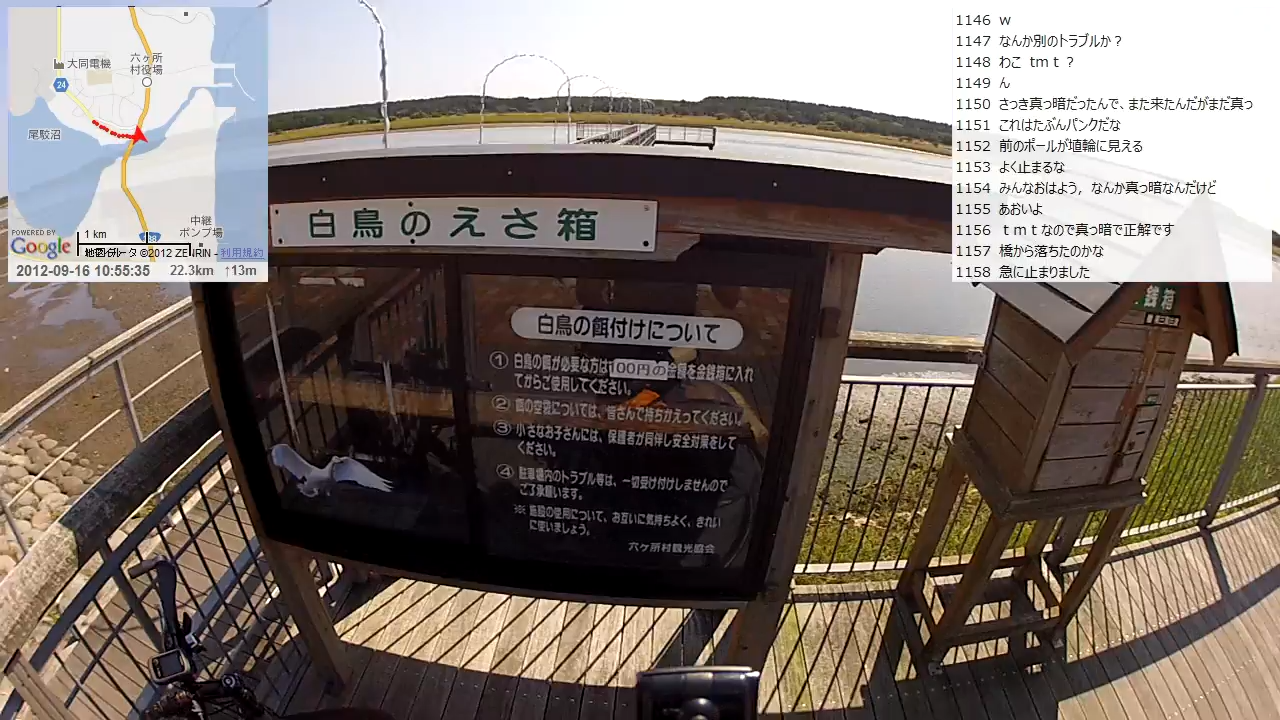 大同電機
六ヶ所
村役場
24
尾駮沼
中継
ポンプ場
POWERED BY
Google
1 km
地図データ ©2012 ZENRIN - 利用規約
2012-09-16 10:55:35 22.3km ↑13m
1146 w
1147 なんか別のトラブルか?
1148 わこ tmt?
1149 ん
1150 さっき真っ暗だったんで、また来たんだがまだ真っ
1151 これはたぶんパンクだな
1152 前のポールが埴輪に見える
1153 よく止まるな
1154 みんなおはよう，なんか真っ暗なんだけど
1155 あおいよ
1156 tmtなので真っ暗で正解です
1157 橋から落ちたのかな
1158 急に止まりました
白鳥のえさ箱
白鳥の餌付けについて
① 白鳥の餌が必要な方は100円の金額を金銭箱に入れ
てからご使用してください。
② 餌の空袋については、皆さんで持ちかえってください。
③ 小さなお子さんには、保護者が同伴し安全対策をして
ください。
④ 駐車場内のトラブル等は、一切受け付けしませんので
ご了承願います。
※ 施設の使用について、お互いに気持ちよく、きれい
に使いましょう。
六ヶ所村観光協会
銭箱